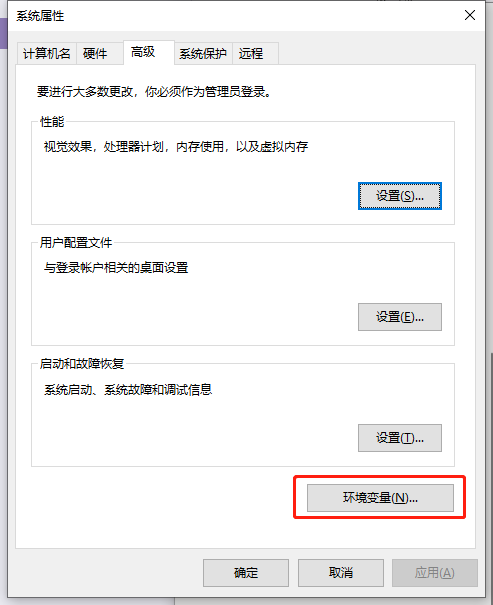 系统属性
计算机名 硬件 高级 系统保护 远程
要进行大多数更改，你必须作为管理员登录。
性能
视觉效果，处理器计划，内存使用，以及虚拟内存
设置(S)...
用户配置文件
与登录帐户相关的桌面设置
设置(E)...
启动和故障恢复
系统启动、系统故障和调试信息
设置(T)...
环境变量(N)...
确定 取消 应用(A)